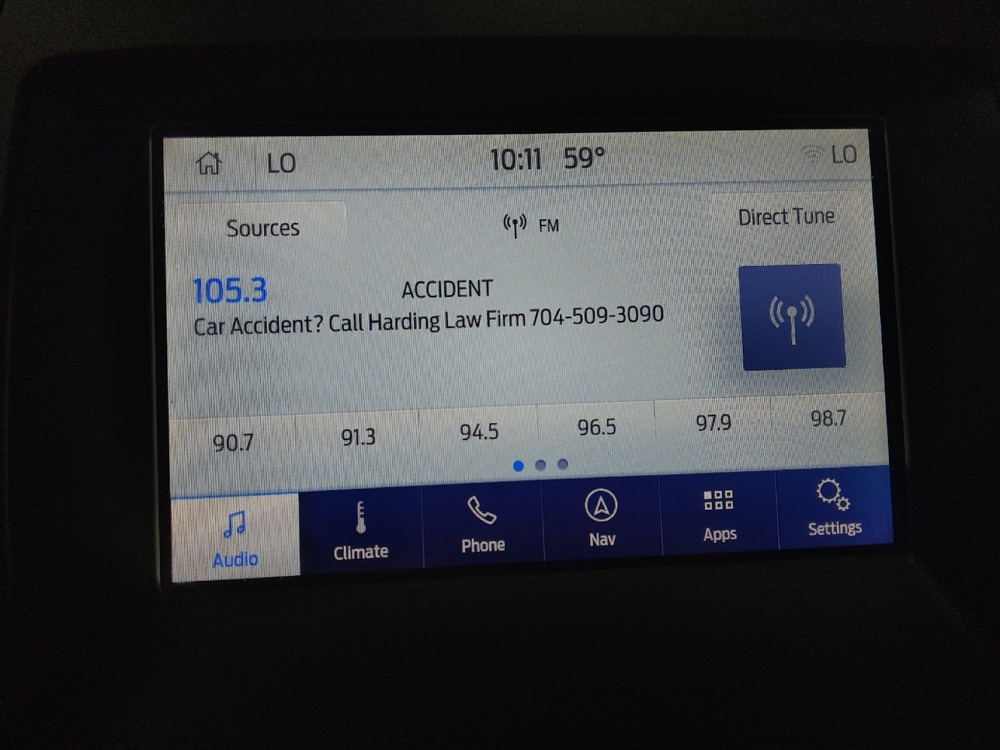 LO 10:11 59° LO
Sources FM Direct Tune
105.3 ACCIDENT
Car Accident? Call Harding Law Firm 704-509-3090
90.7 91.3 94.5 96.5 97.9 98.7
Audio Climate Phone Nav Apps Settings